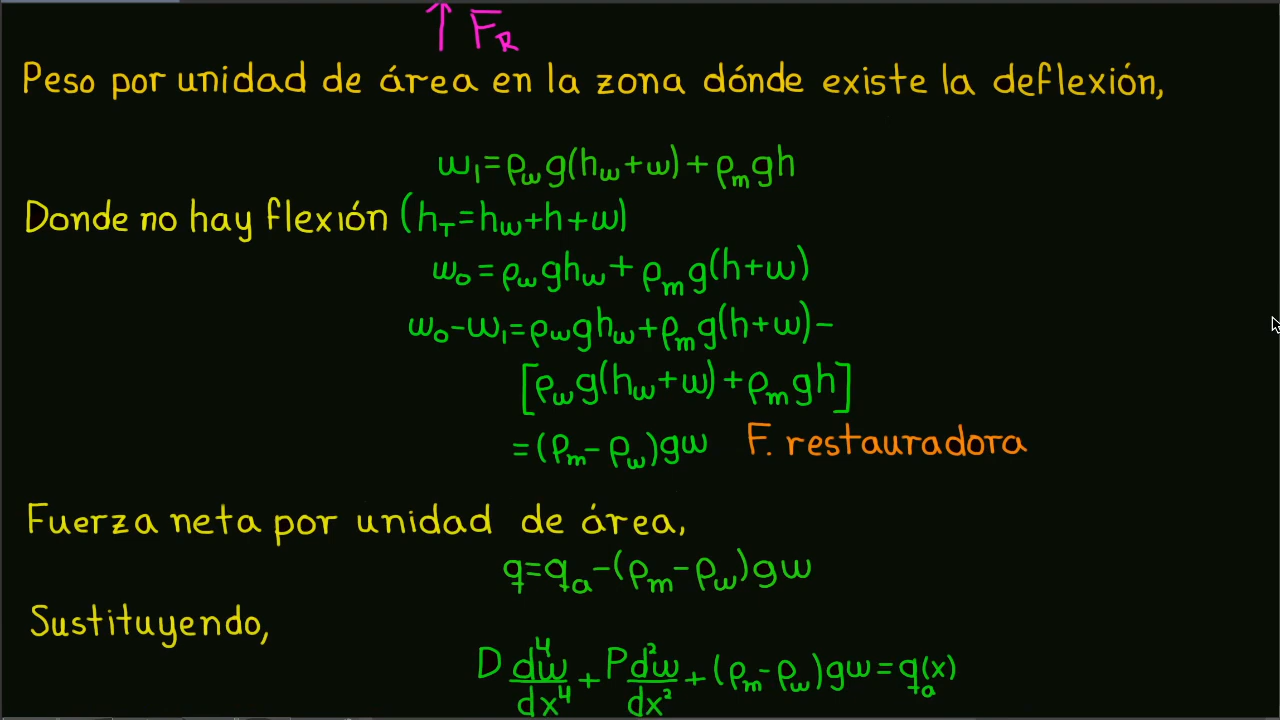 ↑ F_R
Peso por unidad de área en la zona dónde existe la deflexión,
w₁=ρ_w g(h_w+w)+ρ_m gh
Donde no hay flexión (h_T=h_w+h+w)
w₀=ρ_w gh_w+ρ_m g(h+w)
w₀-w₁=ρ_w gh_w+ρ_m g(h+w)-
[ρ_w g(h_w+w)+ρ_m gh]
=(ρ_m-ρ_w)gw F. restauradora
Fuerza neta por unidad de área,
q=q_a-(ρ_m-ρ_w)gw
Sustituyendo,
D d⁴w/dx⁴ + P d²w/dx² + (ρ_m-ρ_w)gw=q_a(x)